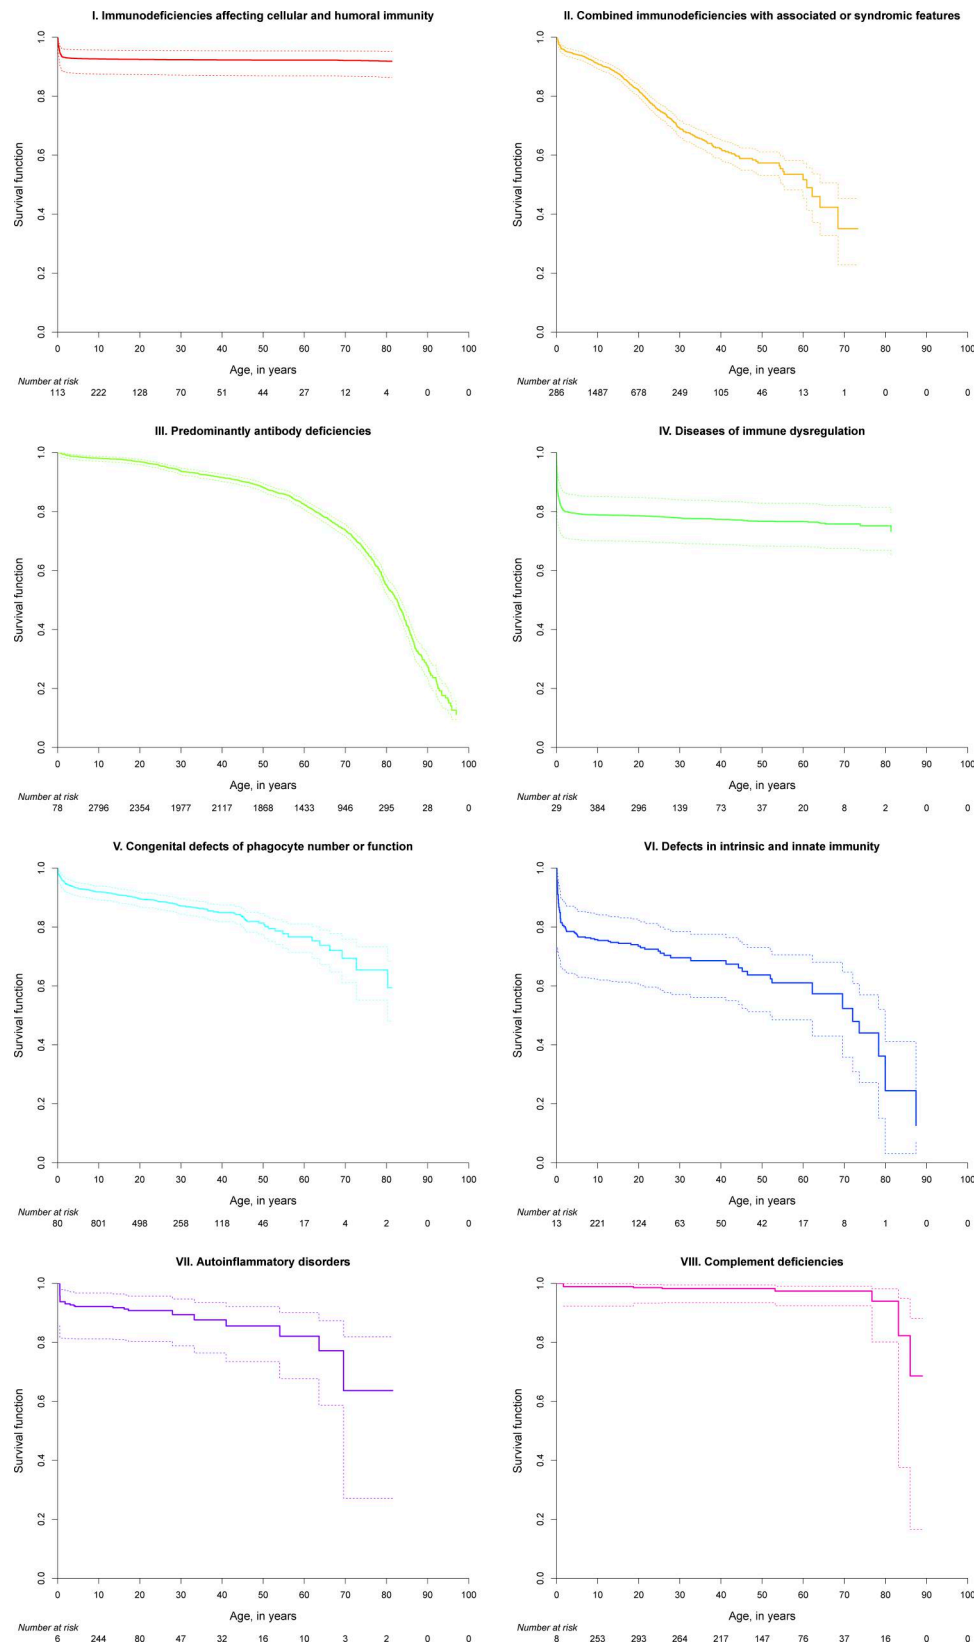 I. Immunodeficiencies affecting cellular and humoral immunity
1.0
0.8
0.6
0.4
0.2
0.0
Survival function
0 10 20 30 40 50 60 70 80 90 100
Age, in years
Number at risk
113 222 128 70 51 44 27 12 4 0 0
II. Combined immunodeficiencies with associated or syndromic features
1.0
0.8
0.6
0.4
0.2
0.0
Survival function
0 10 20 30 40 50 60 70 80 90 100
Age, in years
Number at risk
286 1487 678 249 105 46 13 1 0 0 0
III. Predominantly antibody deficiencies
1.0
0.8
0.6
0.4
0.2
0.0
Survival function
0 10 20 30 40 50 60 70 80 90 100
Age, in years
Number at risk
78 2796 2354 1977 2117 1868 1433 946 295 28 0
IV. Diseases of immune dysregulation
1.0
0.8
0.6
0.4
0.2
0.0
Survival function
0 10 20 30 40 50 60 70 80 90 100
Age, in years
Number at risk
29 384 296 139 73 37 20 8 2 0 0
V. Congenital defects of phagocyte number or function
1.0
0.8
0.6
0.4
0.2
0.0
Survival function
0 10 20 30 40 50 60 70 80 90 100
Age, in years
Number at risk
80 801 498 258 118 46 17 4 2 0 0
VI. Defects in intrinsic and innate immunity
1.0
0.8
0.6
0.4
0.2
0.0
Survival function
0 10 20 30 40 50 60 70 80 90 100
Age, in years
Number at risk
13 221 124 63 50 42 17 8 1 0 0
VII. Autoinflammatory disorders
1.0
0.8
0.6
0.4
0.2
0.0
Survival function
0 10 20 30 40 50 60 70 80 90 100
Age, in years
Number at risk
6 244 80 47 32 16 10 3 2 0 0
VIII. Complement deficiencies
1.0
0.8
0.6
0.4
0.2
0.0
Survival function
0 10 20 30 40 50 60 70 80 90 100
Age, in years
Number at risk
8 253 293 264 217 147 76 37 16 0 0